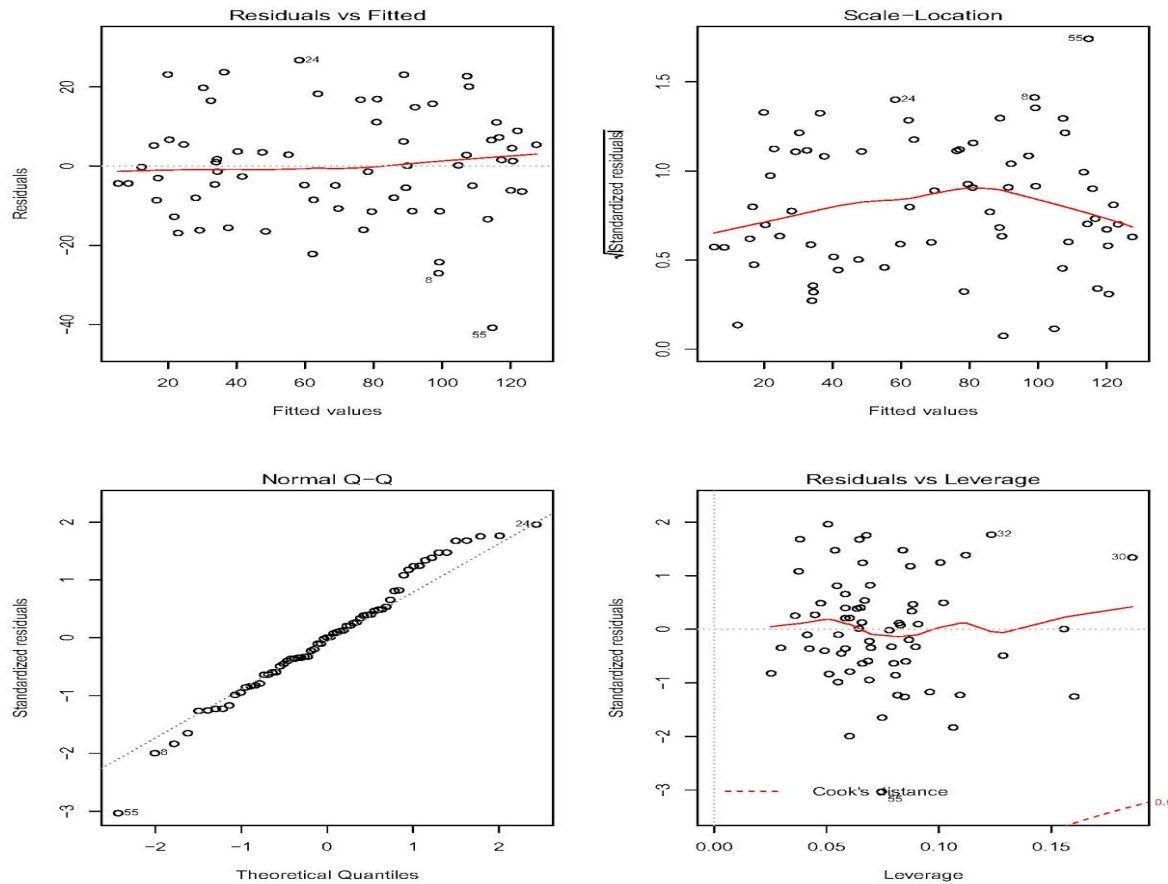 Residuals vs Fitted
Residuals
20
0
−20
−40
24
8
55
20 40 60 80 100 120
Fitted values
Scale−Location
√|Standardized residuals|
1.5
1.0
0.5
0.0
55
24
8
20 40 60 80 100 120
Fitted values
Normal Q−Q
Standardized residuals
2
1
0
−1
−2
−3
24
8
55
−2 −1 0 1 2
Theoretical Quantiles
Residuals vs Leverage
Standardized residuals
2
1
0
−1
−2
−3
32
30
Cook's distance
55
0.00 0.05 0.10 0.15
Leverage